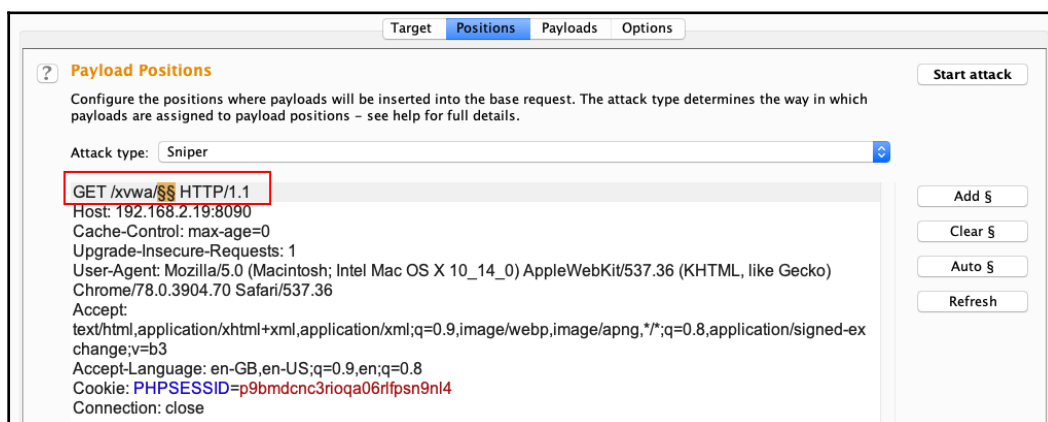 Target Positions Payloads Options
? Payload Positions
Start attack
Configure the positions where payloads will be inserted into the base request. The attack type determines the way in which
payloads are assigned to payload positions – see help for full details.
Attack type: Sniper
GET /xvwa/§§ HTTP/1.1
Host: 192.168.2.19:8090
Cache-Control: max-age=0
Upgrade-Insecure-Requests: 1
User-Agent: Mozilla/5.0 (Macintosh; Intel Mac OS X 10_14_0) AppleWebKit/537.36 (KHTML, like Gecko)
Chrome/78.0.3904.70 Safari/537.36
Accept:
text/html,application/xhtml+xml,application/xml;q=0.9,image/webp,image/apng,*/*;q=0.8,application/signed-ex
change;v=b3
Accept-Language: en-GB,en-US;q=0.9,en;q=0.8
Cookie: PHPSESSID=p9bmdcnc3rioqa06rlfpsn9nl4
Connection: close
Add §
Clear §
Auto §
Refresh